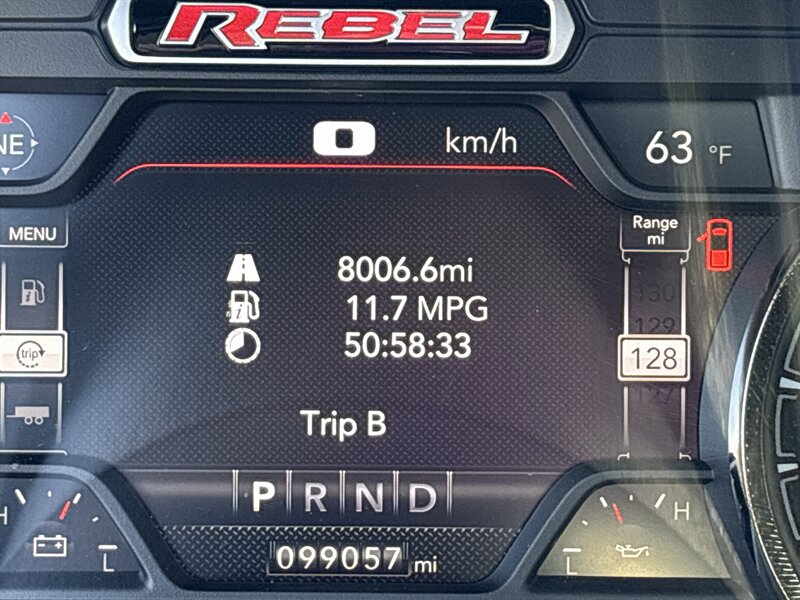 REBEL
NE
0 km/h
63 °F
MENU
Range
mi
8006.6mi
130
11.7 MPG
129
trip
50:58:33
128
127
Trip B
P R N D
H
H
L
L
099057 mi